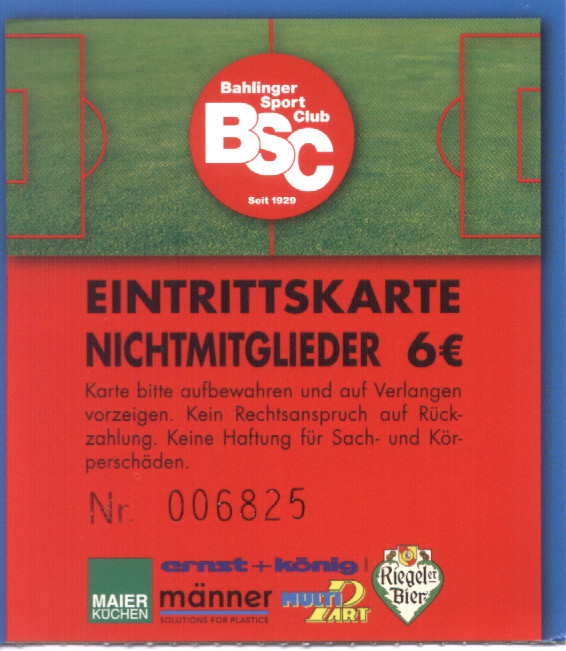 Bahlinger
Sport
Club
BSC
Seit 1929
EINTRITTSKARTE
NICHTMITGLIEDER 6€
Karte bitte aufbewahren und auf Verlangen
vorzeigen. Kein Rechtsanspruch auf Rück-
zahlung. Keine Haftung für Sach- und Kör-
perschäden.
Nr. 006825
ernst + könig
MAIER
KÜCHEN
männer
SOLUTIONS FOR PLASTICS
MULTI
PART
Riegeler
Bier